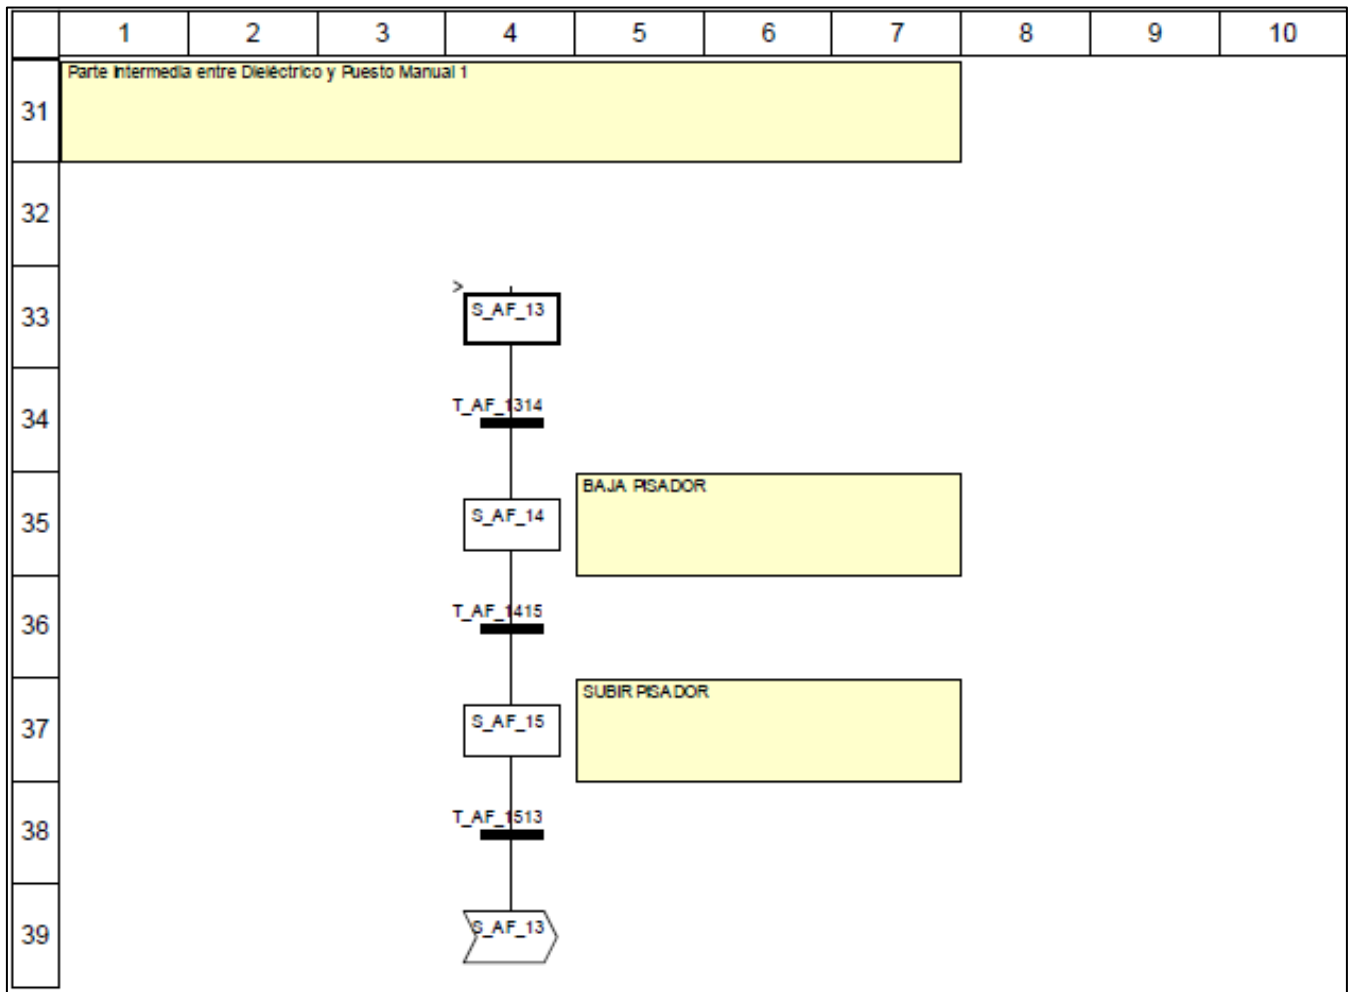 1 2 3 4 5 6 7 8 9 10
31 Parte Intermedia entre Dieléctrico y Puesto Manual 1
32
>
33 S_AF_13
34 T_AF_1314
35 S_AF_14 BAJA PISADOR
36 T_AF_1415
37 S_AF_15 SUBIR PISADOR
38 T_AF_1513
39 S_AF_13